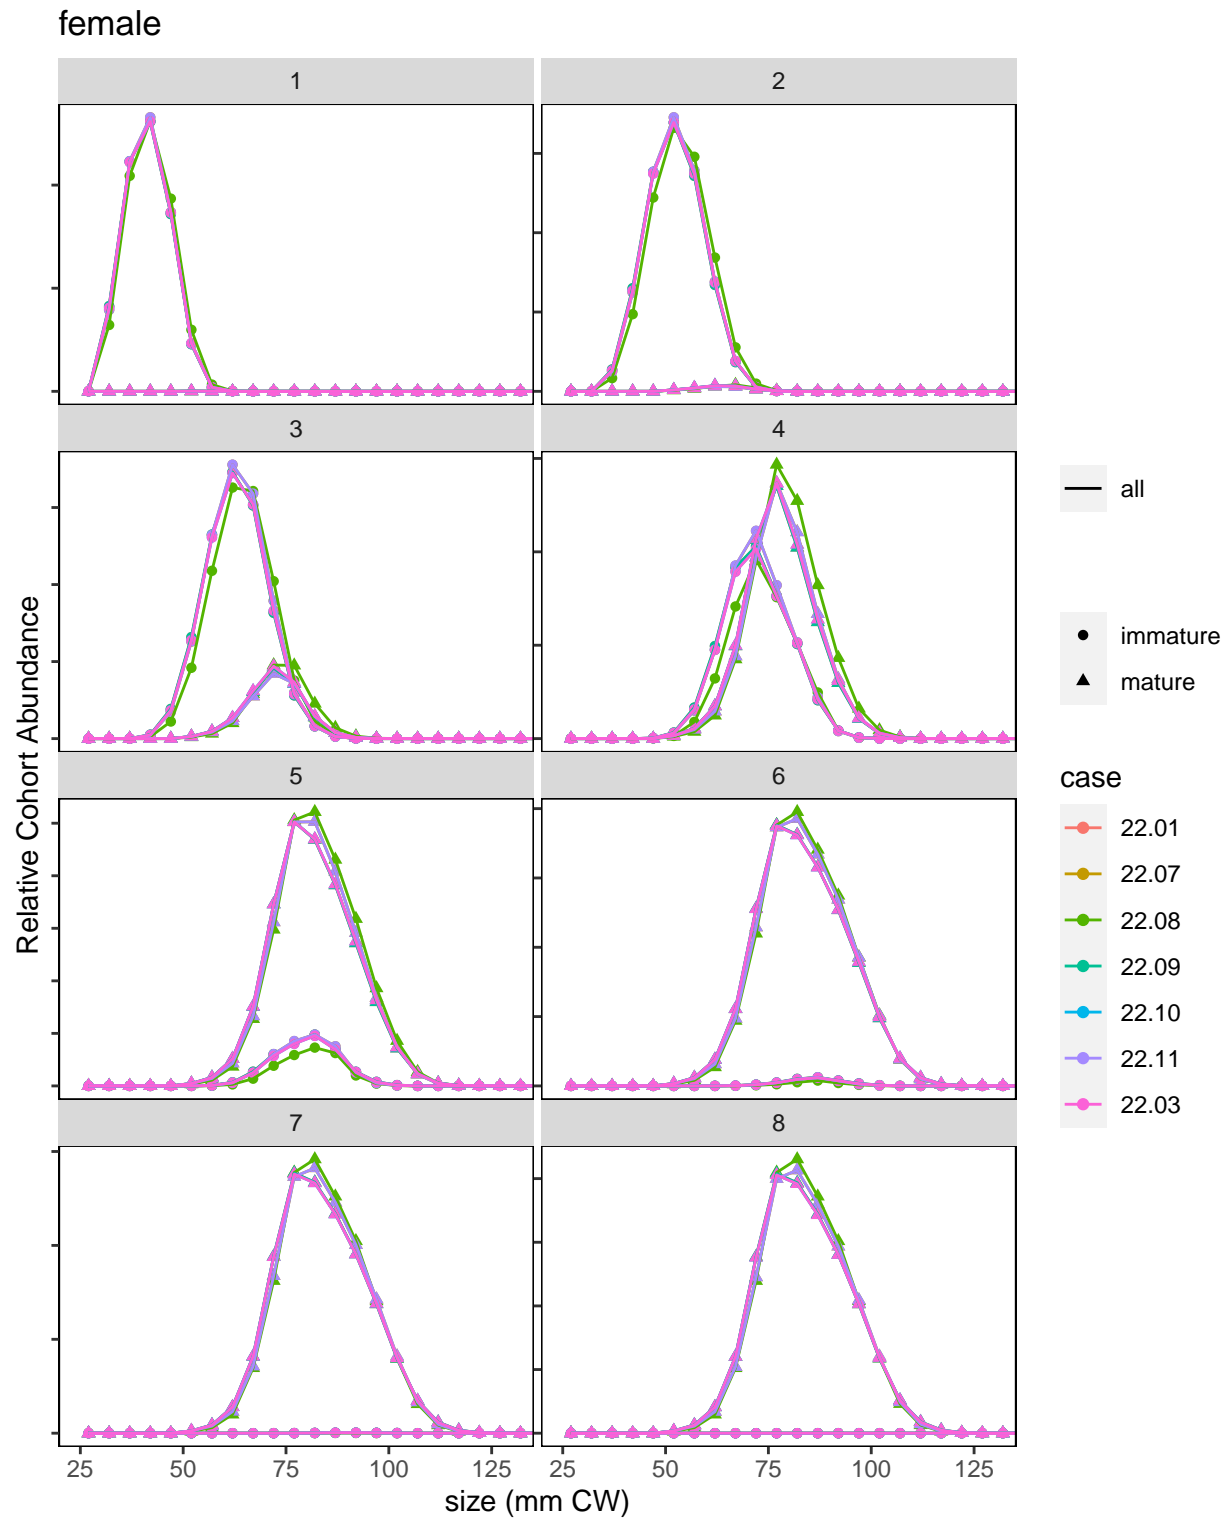 female
1 2
3 4
5 6
7 8
Relative Cohort Abundance
25 50 75 100 125 25 50 75 100 125
size (mm CW)
all
immature
mature
case
22.01
22.07
22.08
22.09
22.10
22.11
22.03